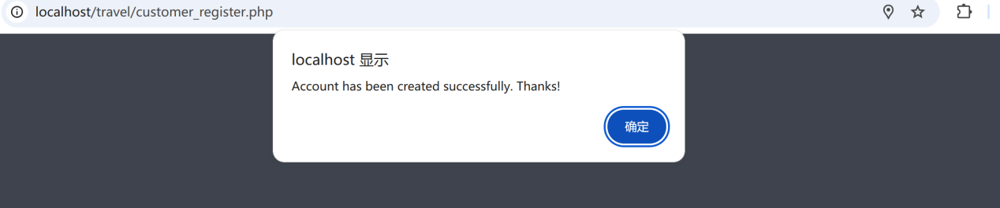 localhost/travel/customer_register.php
localhost 显示
Account has been created successfully. Thanks!
确定